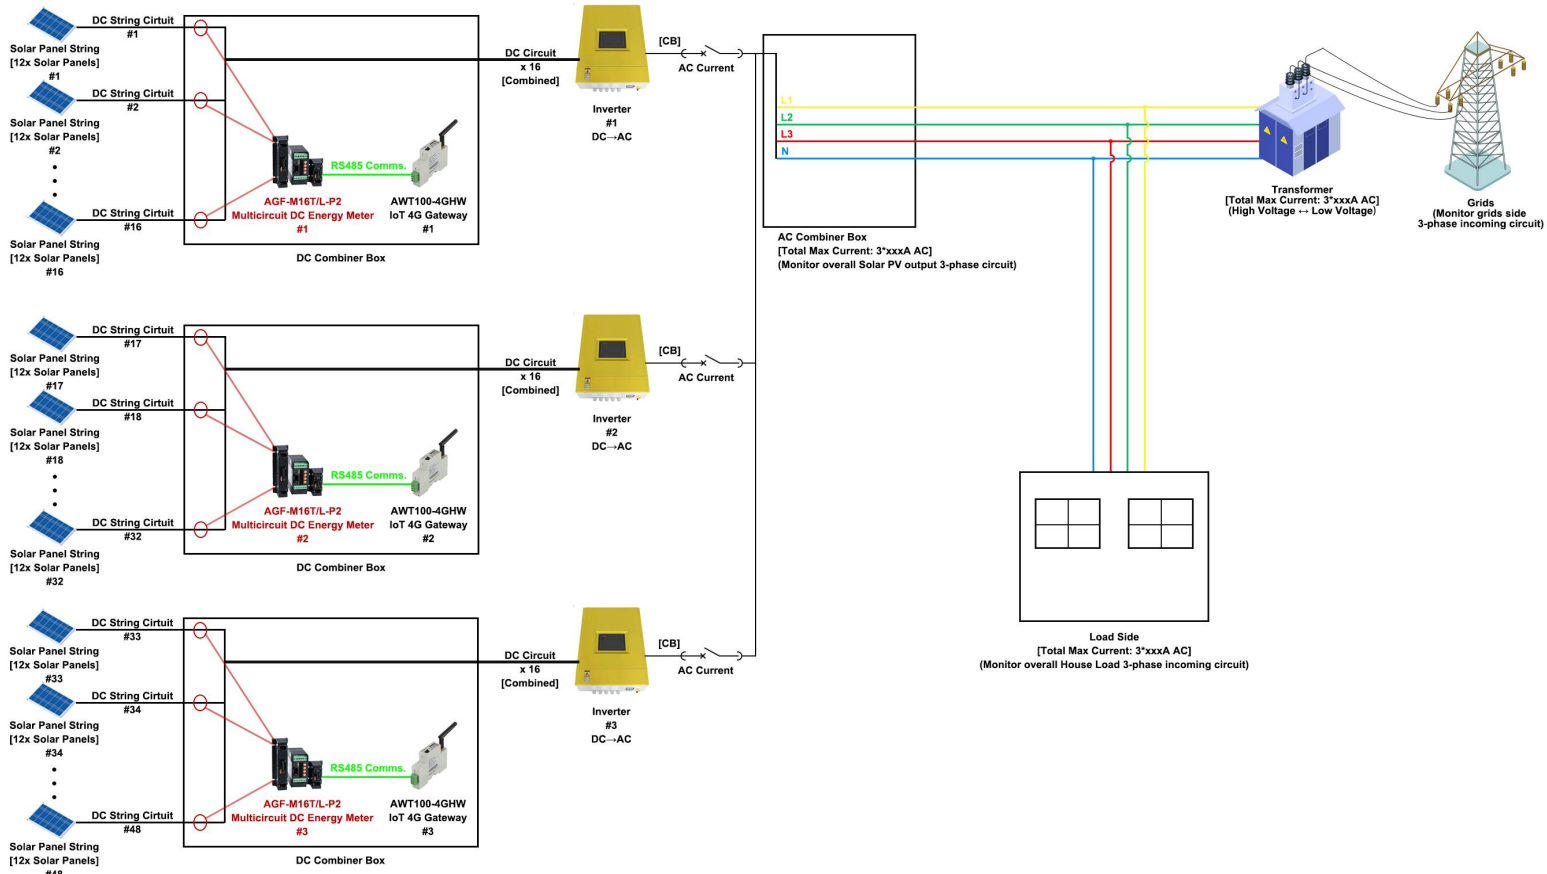 DC String Cirtuit
#1
Solar Panel String
[12x Solar Panels]
#1
DC String Cirtuit
#2
Solar Panel String
[12x Solar Panels]
#2
DC String Cirtuit
#16
Solar Panel String
[12x Solar Panels]
#16
RS485 Comms.
AGF-M16T/L-P2
Multicircuit DC Energy Meter
#1
AWT100-4GHW
IoT 4G Gateway
#1
DC Combiner Box
DC Circuit
x 16
[Combined]
Inverter
#1
DC→AC
[CB]
AC Current
DC String Cirtuit
#17
Solar Panel String
[12x Solar Panels]
#17
DC String Cirtuit
#18
Solar Panel String
[12x Solar Panels]
#18
DC String Cirtuit
#32
Solar Panel String
[12x Solar Panels]
#32
RS485 Comms.
AGF-M16T/L-P2
Multicircuit DC Energy Meter
#2
AWT100-4GHW
IoT 4G Gateway
#2
DC Combiner Box
DC Circuit
x 16
[Combined]
Inverter
#2
DC→AC
[CB]
AC Current
DC String Cirtuit
#33
Solar Panel String
[12x Solar Panels]
#33
DC String Cirtuit
#34
Solar Panel String
[12x Solar Panels]
#34
DC String Cirtuit
#48
Solar Panel String
[12x Solar Panels]
#48
RS485 Comms.
AGF-M16T/L-P2
Multicircuit DC Energy Meter
#3
AWT100-4GHW
IoT 4G Gateway
#3
DC Combiner Box
DC Circuit
x 16
[Combined]
Inverter
#3
DC→AC
[CB]
AC Current
L1
L2
L3
N
AC Combiner Box
[Total Max Current: 3*xxxA AC]
(Monitor overall Solar PV output 3-phase circuit)
Transformer
[Total Max Current: 3*xxxA AC]
(High Voltage ↔ Low Voltage)
Grids
(Monitor grids side
3-phase incoming circuit)
Load Side
[Total Max Current: 3*xxxA AC]
(Monitor overall House Load 3-phase incoming circuit)